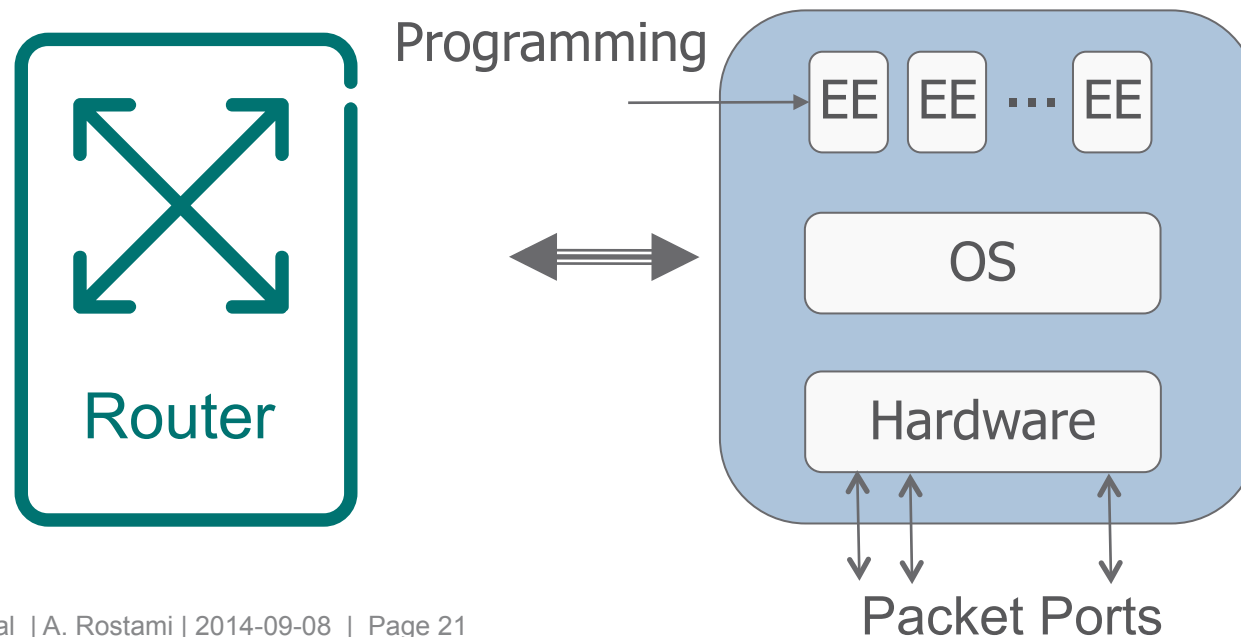 Programming
EE EE ... EE
OS
Router
Hardware
Packet Ports
al | A. Rostami | 2014-09-08 | Page 21